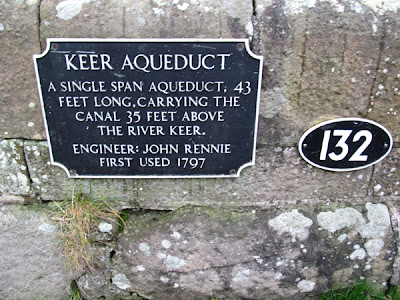 KEER AQUEDUCT
A SINGLE SPAN AQUEDUCT, 43
FEET LONG, CARRYING THE
CANAL 35 FEET ABOVE
THE RIVER KEER.
ENGINEER: JOHN RENNIE
FIRST USED 1797
132